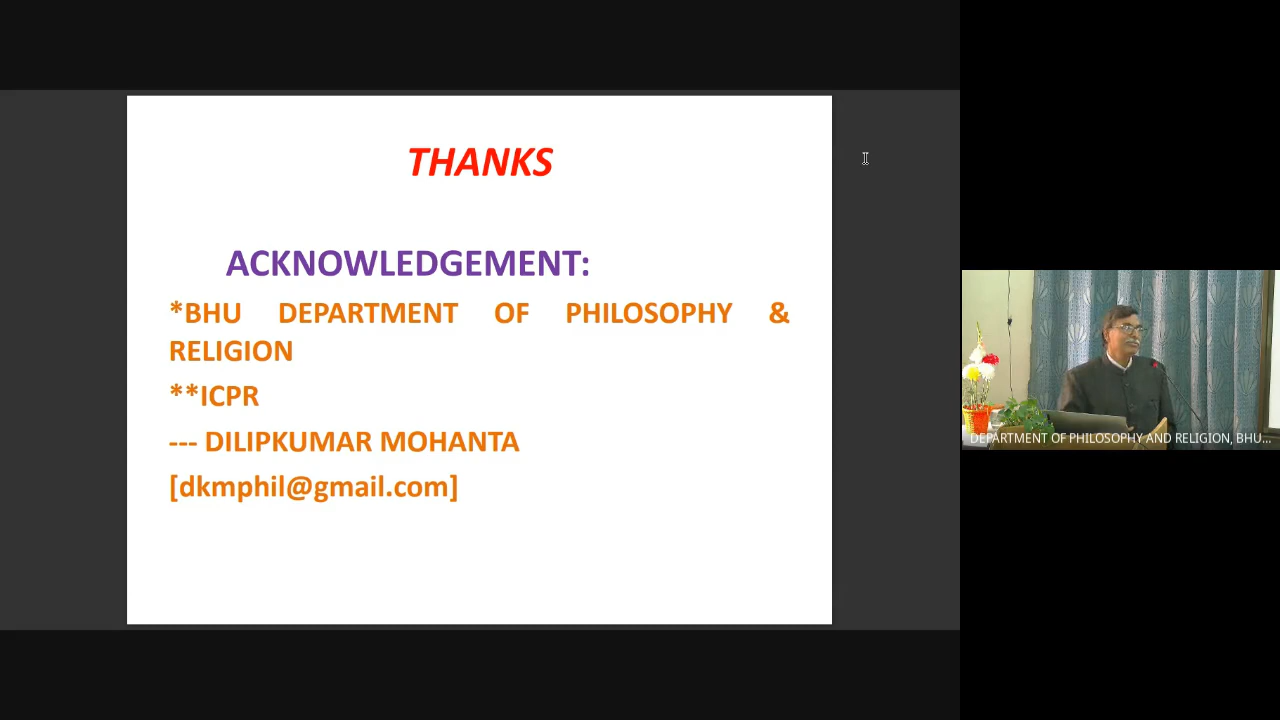 THANKS
ACKNOWLEDGEMENT:
*BHU DEPARTMENT OF PHILOSOPHY &
RELIGION
**ICPR
--- DILIPKUMAR MOHANTA
[dkmphil@gmail.com]
DEPARTMENT OF PHILOSOPHY AND RELIGION, BHU...